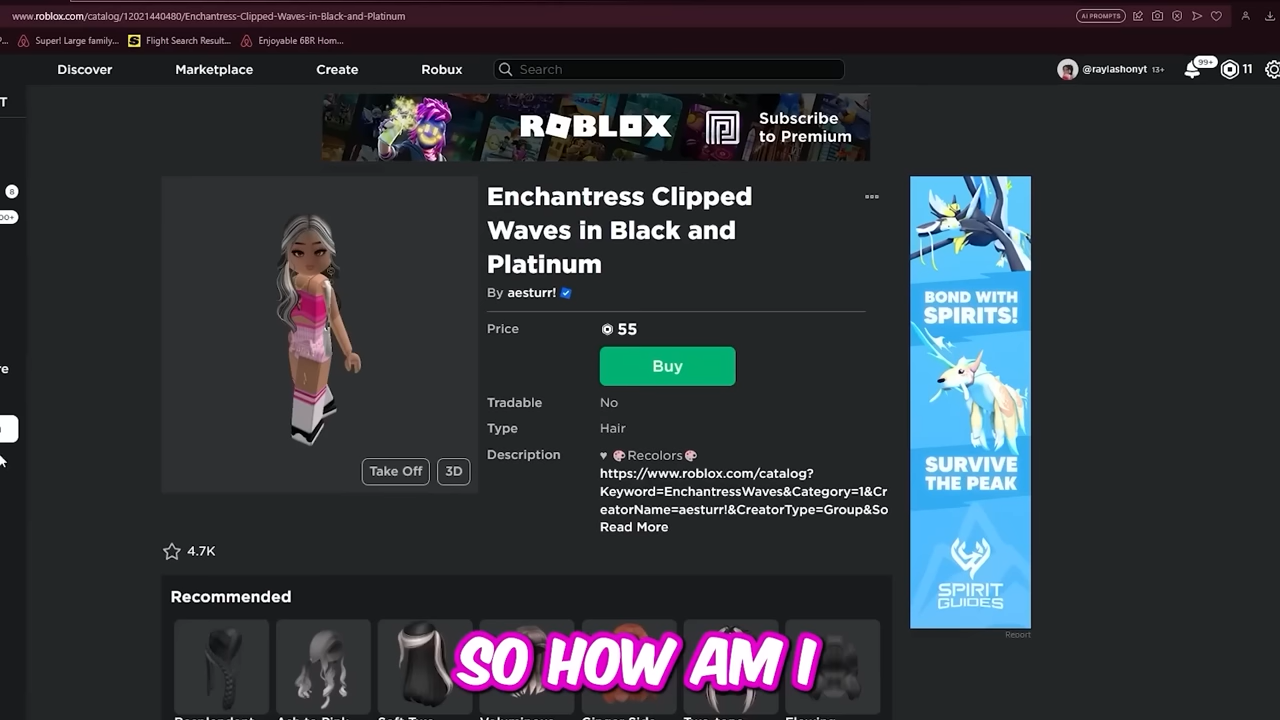 www.roblox.com/catalog/12021440480/Enchantress-Clipped-Waves-in-Black-and-Platinum
AI PROMPTS
Super! Large family...
Flight Search Result...
Enjoyable 6BR Hom...
Discover
Marketplace
Create
Robux
Search
@raylashonyt 13+
99+
11
ROBLOX
Subscribe
to Premium
8
Enchantress Clipped
Waves in Black and
Platinum
By aesturr!
Price
55
Buy
Tradable
No
Type
Hair
Description
♥ 🎨Recolors🎨
https://www.roblox.com/catalog?
Keyword=EnchantressWaves&Category=1&Cr
eatorName=aesturr!&CreatorType=Group&So
Read More
Take Off
3D
4.7K
BOND WITH
SPIRITS!
SURVIVE
THE PEAK
SPIRIT
GUIDES
Report
Recommended
SO HOW AM I